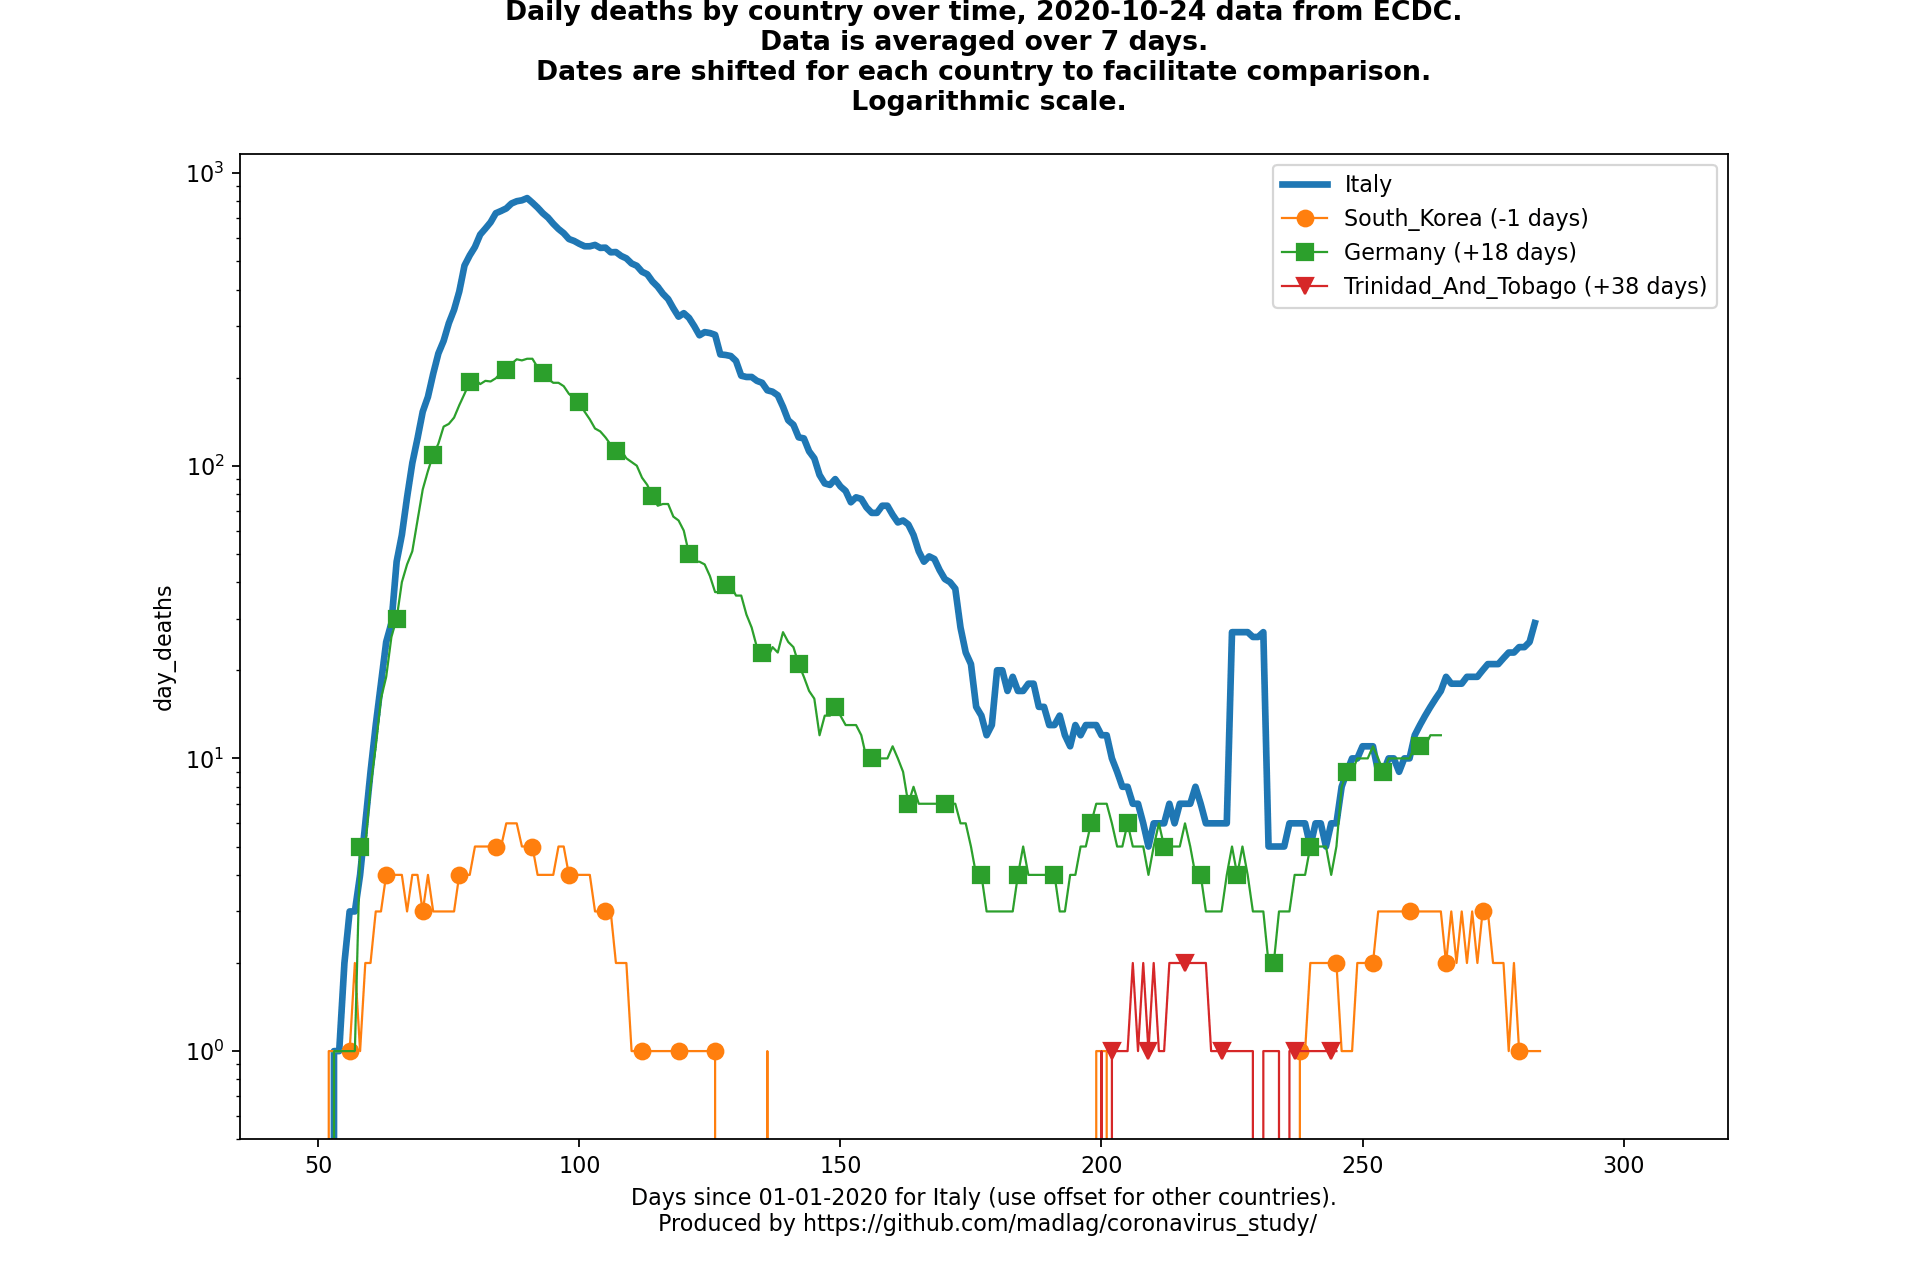 Daily deaths by country over time, 2020-10-24 data from ECDC.
Data is averaged over 7 days.
Dates are shifted for each country to facilitate comparison.
Logarithmic scale.
10³
10²
10¹
10⁰
day_deaths
Italy
South_Korea (-1 days)
Germany (+18 days)
Trinidad_And_Tobago (+38 days)
50 100 150 200 250 300
Days since 01-01-2020 for Italy (use offset for other countries).
Produced by https://github.com/madlag/coronavirus_study/